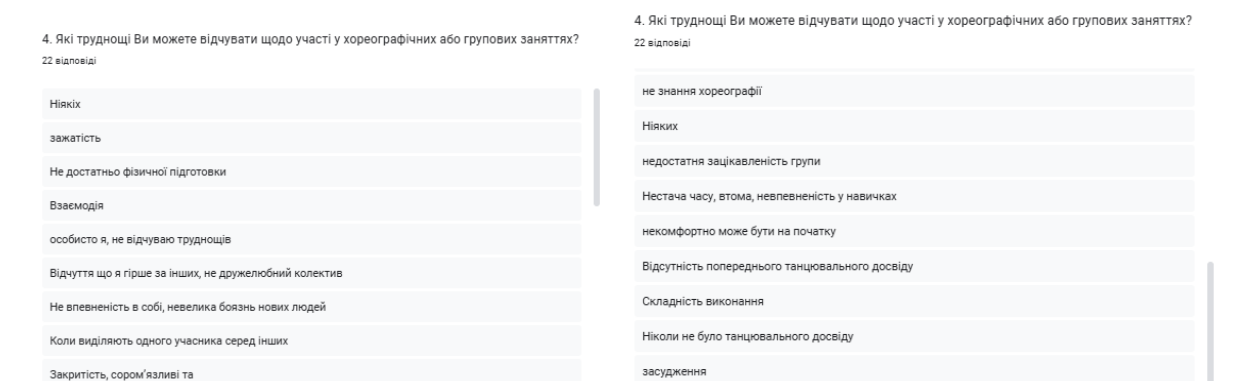 4. Які труднощі Ви можете відчувати щодо участі у хореографічних або групових заняттях?
22 відповіді
Ніякіх
зажатість
Не достатньо фізичної підготовки
Взаємодія
особисто я, не відчуваю труднощів
Відчуття що я гірше за інших, не дружелюбний колектив
Не впевненість в собі, невелика боязнь нових людей
Коли виділяють одного учасника серед інших
Закритість, сором'язливі та
4. Які труднощі Ви можете відчувати щодо участі у хореографічних або групових заняттях?
22 відповіді
не знання хореографії
Ніяких
недостатня зацікавленість групи
Нестача часу, втома, невпевненість у навичках
некомфортно може бути на початку
Відсутність попереднього танцювального досвіду
Складність виконання
Ніколи не було танцювального досвіду
засудження